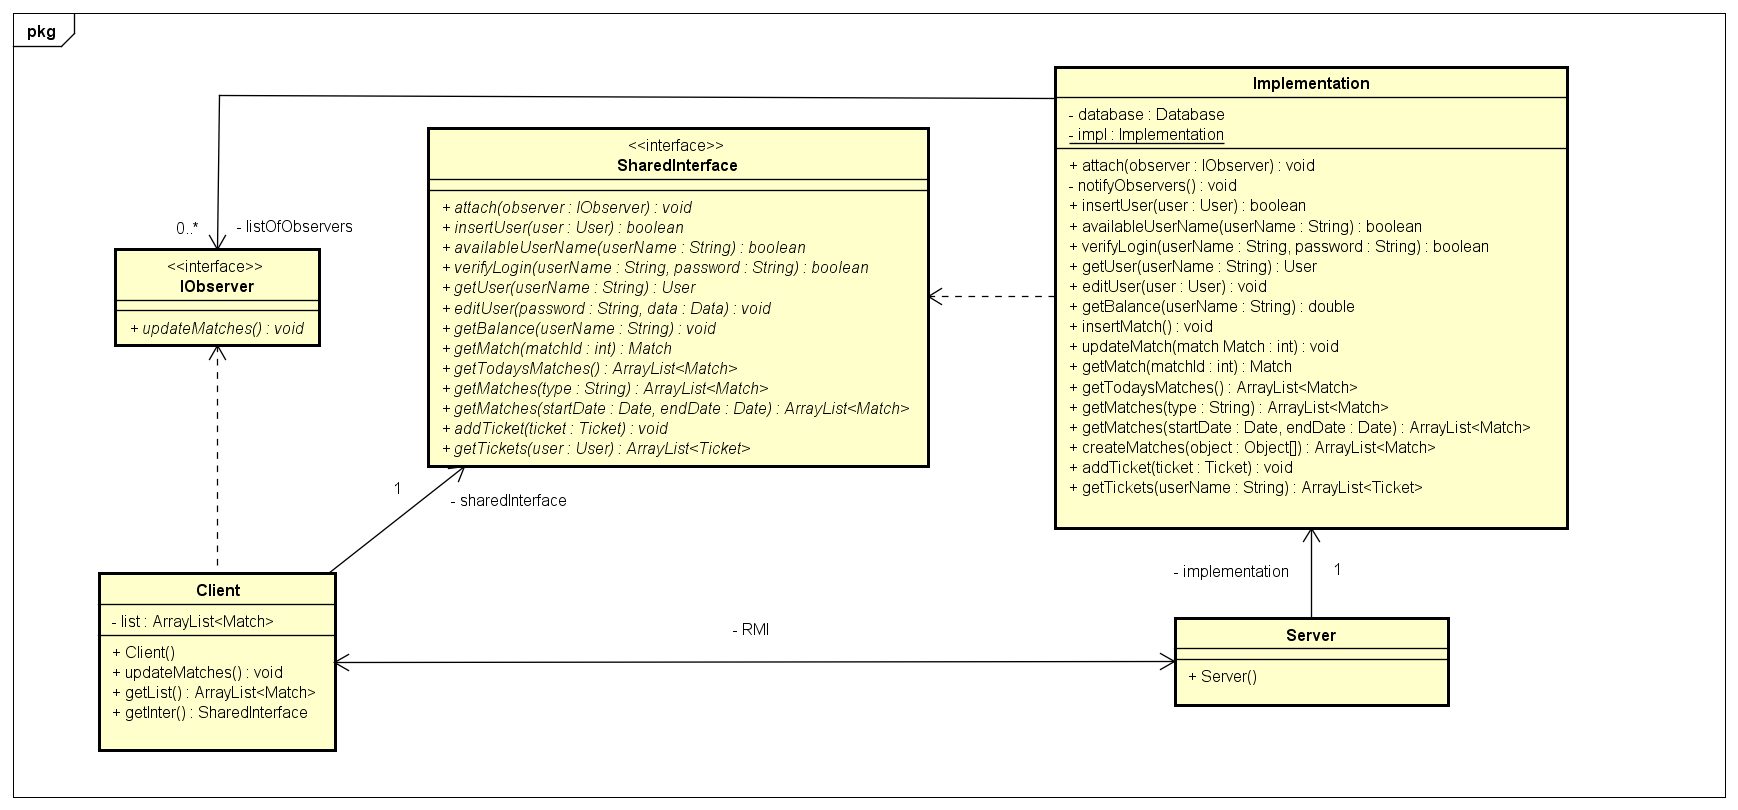 pkg
Implementation
- database : Database
- impl : Implementation
+ attach(observer : IObserver) : void
- notifyObservers() : void
+ insertUser(user : User) : boolean
+ availableUserName(userName : String) : boolean
+ verifyLogin(userName : String, password : String) : boolean
+ getUser(userName : String) : User
+ editUser(user : User) : void
+ getBalance(userName : String) : double
+ insertMatch() : void
+ updateMatch(match Match : int) : void
+ getMatch(matchId : int) : Match
+ getTodaysMatches() : ArrayList<Match>
+ getMatches(type : String) : ArrayList<Match>
+ getMatches(startDate : Date, endDate : Date) : ArrayList<Match>
+ createMatches(object : Object[]) : ArrayList<Match>
+ addTicket(ticket : Ticket) : void
+ getTickets(userName : String) : ArrayList<Ticket>
<<interface>>
SharedInterface
+ attach(observer : IObserver) : void
+ insertUser(user : User) : boolean
+ availableUserName(userName : String) : boolean
+ verifyLogin(userName : String, password : String) : boolean
+ getUser(userName : String) : User
+ editUser(password : String, data : Data) : void
+ getBalance(userName : String) : void
+ getMatch(matchId : int) : Match
+ getTodaysMatches() : ArrayList<Match>
+ getMatches(type : String) : ArrayList<Match>
+ getMatches(startDate : Date, endDate : Date) : ArrayList<Match>
+ addTicket(ticket : Ticket) : void
+ getTickets(user : User) : ArrayList<Ticket>
0..*
- listOfObservers
<<interface>>
IObserver
+ updateMatches() : void
1
- sharedInterface
- implementation
1
Client
- list : ArrayList<Match>
+ Client()
+ updateMatches() : void
+ getList() : ArrayList<Match>
+ getInter() : SharedInterface
- RMI
Server
+ Server()